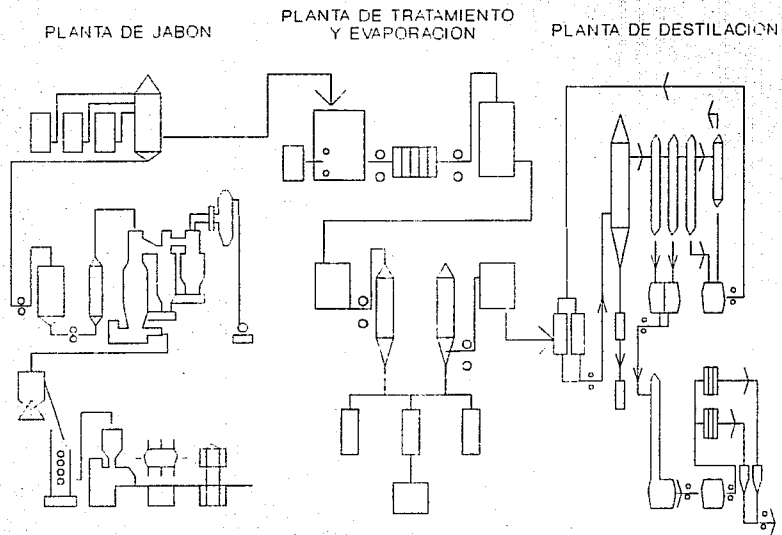 PLANTA DE JABON
PLANTA DE TRATAMIENTO
Y EVAPORACION
PLANTA DE DESTILACION